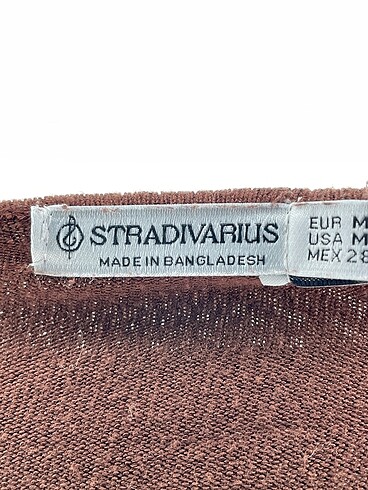 STRADIVARIUS
MADE IN BANGLADESH
EUR M
USA M
MEX 28